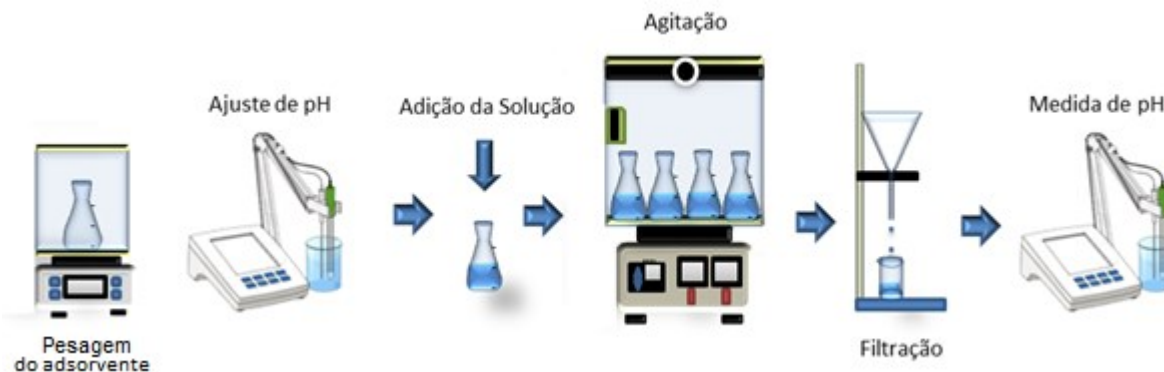 Pesagem
do adsorvente
Ajuste de pH
Adição da Solução
Agitação
Filtração
Medida de pH